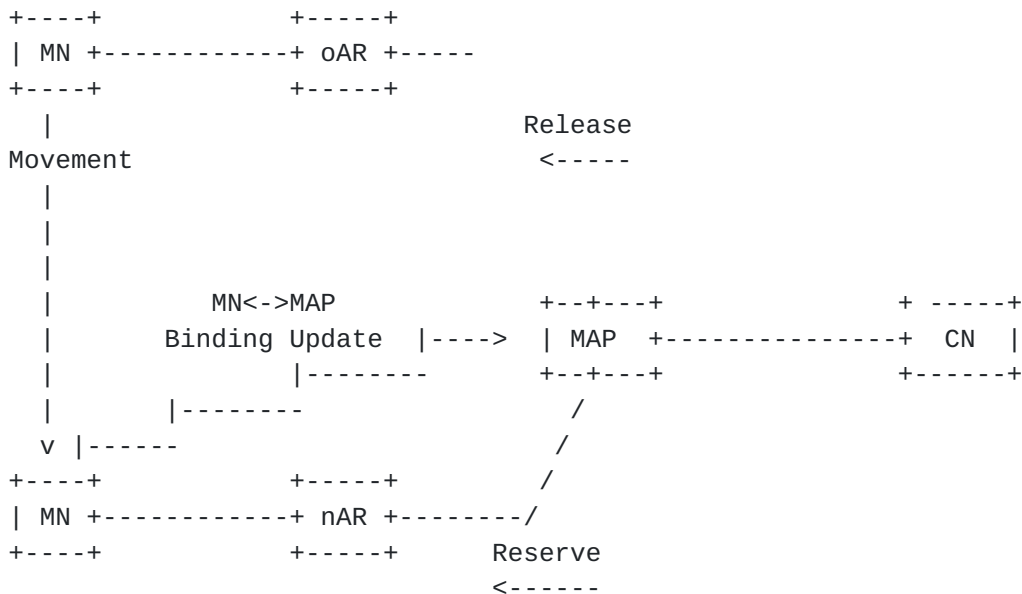 MN oAR
Release
Movement
MN<->MAP
Binding Update MAP CN
v
MN nAR
Reserve